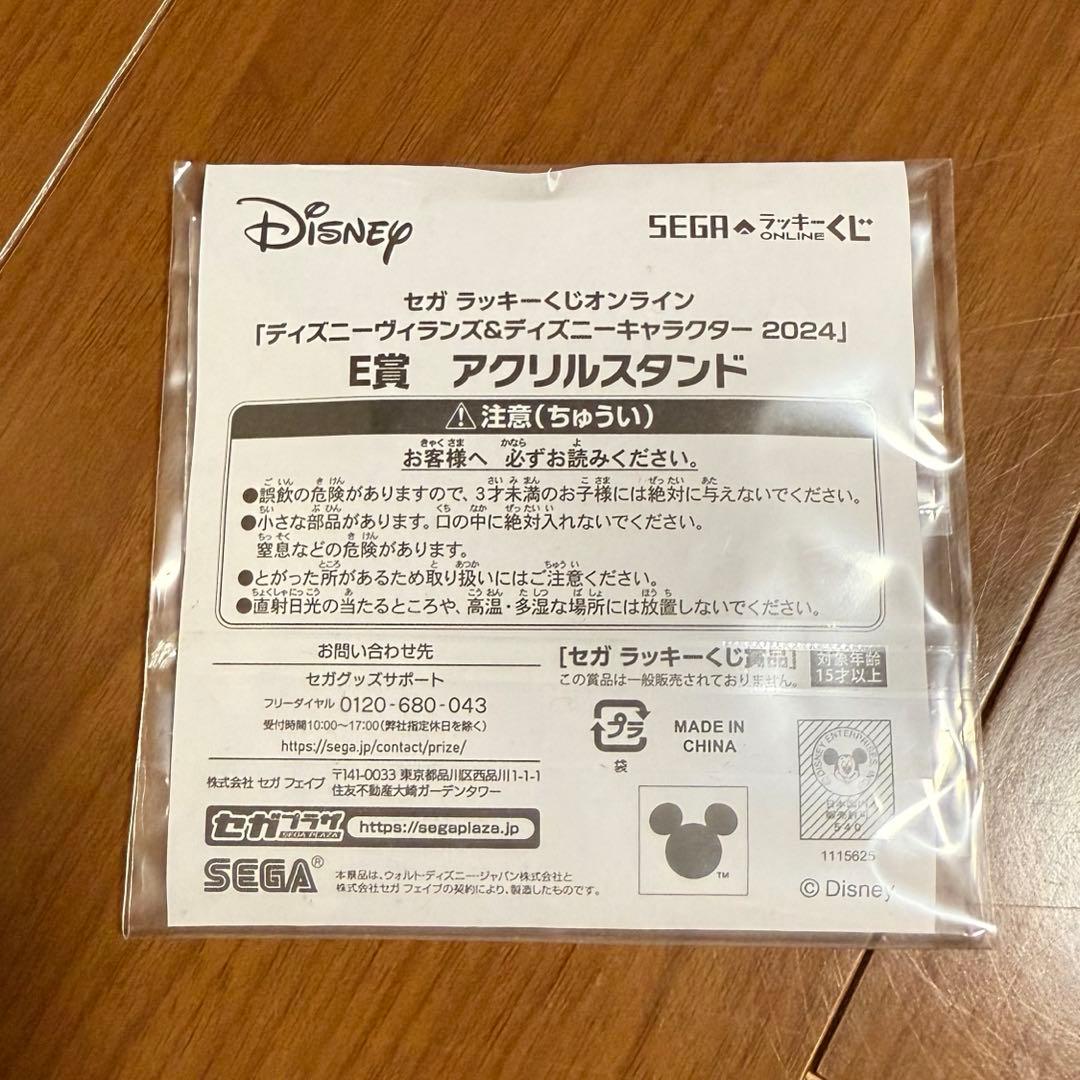 Disney
SEGA ラッキーくじ ONLINE
セガ ラッキーくじオンライン
「ディズニーヴィランズ&ディズニーキャラクター 2024」
E賞 アクリルスタンド
注意(ちゅうい)
お客様へ 必ずお読みください。
●誤飲の危険がありますので、3才未満のお子様には絶対に与えないでください。
●小さな部品があります。口の中に絶対入れないでください。
窒息などの危険があります。
●とがった所があるため取り扱いにはご注意ください。
●直射日光の当たるところや、高温・多湿な場所には放置しないでください。
お問い合わせ先
セガグッズサポート
フリーダイヤル 0120-680-043
受付時間10:00〜17:00(弊社指定休日を除く)
https://sega.jp/contact/prize/
株式会社 セガ フェイブ 〒141-0033 東京都品川区西品川1-1-1
住友不動産大崎ガーデンタワー
セガプラザ SEGA PLAZA https://segaplaza.jp
SEGA®
本景品は、ウォルト・ディズニー・ジャパン株式会社と
株式会社セガ フェイブの契約により、製造したものです。
[セガ ラッキーくじ賞品]
この賞品は一般販売されておりません。
対象年齢
15才以上
プラ
袋
MADE IN
CHINA
TM
DISNEY ENTERPRISES
日本国内
540
1115625
© Disney